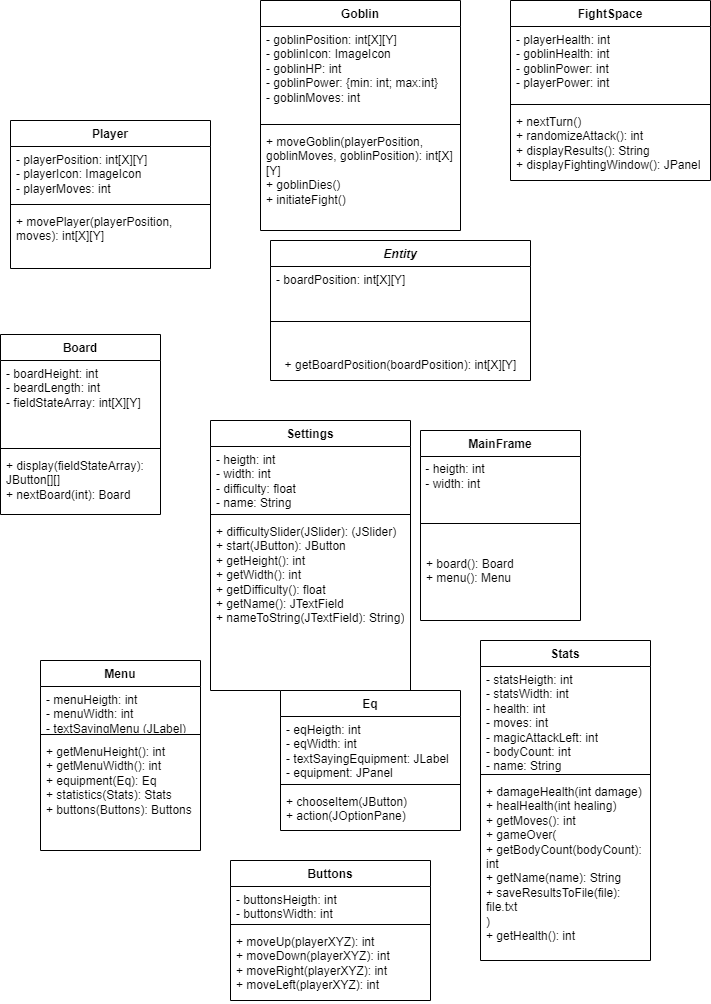 Goblin
- goblinPosition: int[X][Y]
- goblinIcon: ImageIcon
- goblinHP: int
- goblinPower: {min: int; max:int}
- goblinMoves: int
+ moveGoblin(playerPosition,
goblinMoves, goblinPosition): int[X]
[Y]
+ goblinDies()
+ initiateFight()
FightSpace
- playerHealth: int
- goblinHealth: int
- goblinPower: int
- playerPower: int
+ nextTurn()
+ randomizeAttack(): int
+ displayResults(): String
+ displayFightingWindow(): JPanel
Player
- playerPosition: int[X][Y]
- playerIcon: ImageIcon
- playerMoves: int
+ movePlayer(playerPosition,
moves): int[X][Y]
Entity
- boardPosition: int[X][Y]
+ getBoardPosition(boardPosition): int[X][Y]
Board
- boardHeight: int
- beardLength: int
- fieldStateArray: int[X][Y]
+ display(fieldStateArray):
JButton[][]
+ nextBoard(int): Board
Settings
- heigth: int
- width: int
- difficulty: float
- name: String
+ difficultySlider(JSlider): (JSlider)
+ start(JButton): JButton
+ getHeight(): int
+ getWidth(): int
+ getDifficulty(): float
+ getName(): JTextField
+ nameToString(JTextField): String)
MainFrame
- heigth: int
- width: int
+ board(): Board
+ menu(): Menu
Stats
- statsHeigth: int
- statsWidth: int
- health: int
- moves: int
- magicAttackLeft: int
- bodyCount: int
- name: String
+ damageHealth(int damage)
+ healHealth(int healing)
+ getMoves(): int
+ gameOver(
+ getBodyCount(bodyCount):
int
+ getName(name): String
+ saveResultsToFile(file):
file.txt
)
+ getHealth(): int
Menu
- menuHeigth: int
- menuWidth: int
- textSayingMenu (JLabel)
+ getMenuHeight(): int
+ getMenuWidth(): int
+ equipment(Eq): Eq
+ statistics(Stats): Stats
+ buttons(Buttons): Buttons
Eq
- eqHeigth: int
- eqWidth: int
- textSayingEquipment: JLabel
- equipment: JPanel
+ chooseItem(JButton)
+ action(JOptionPane)
Buttons
- buttonsHeigth: int
- buttonsWidth: int
+ moveUp(playerXYZ): int
+ moveDown(playerXYZ): int
+ moveRight(playerXYZ): int
+ moveLeft(playerXYZ): int